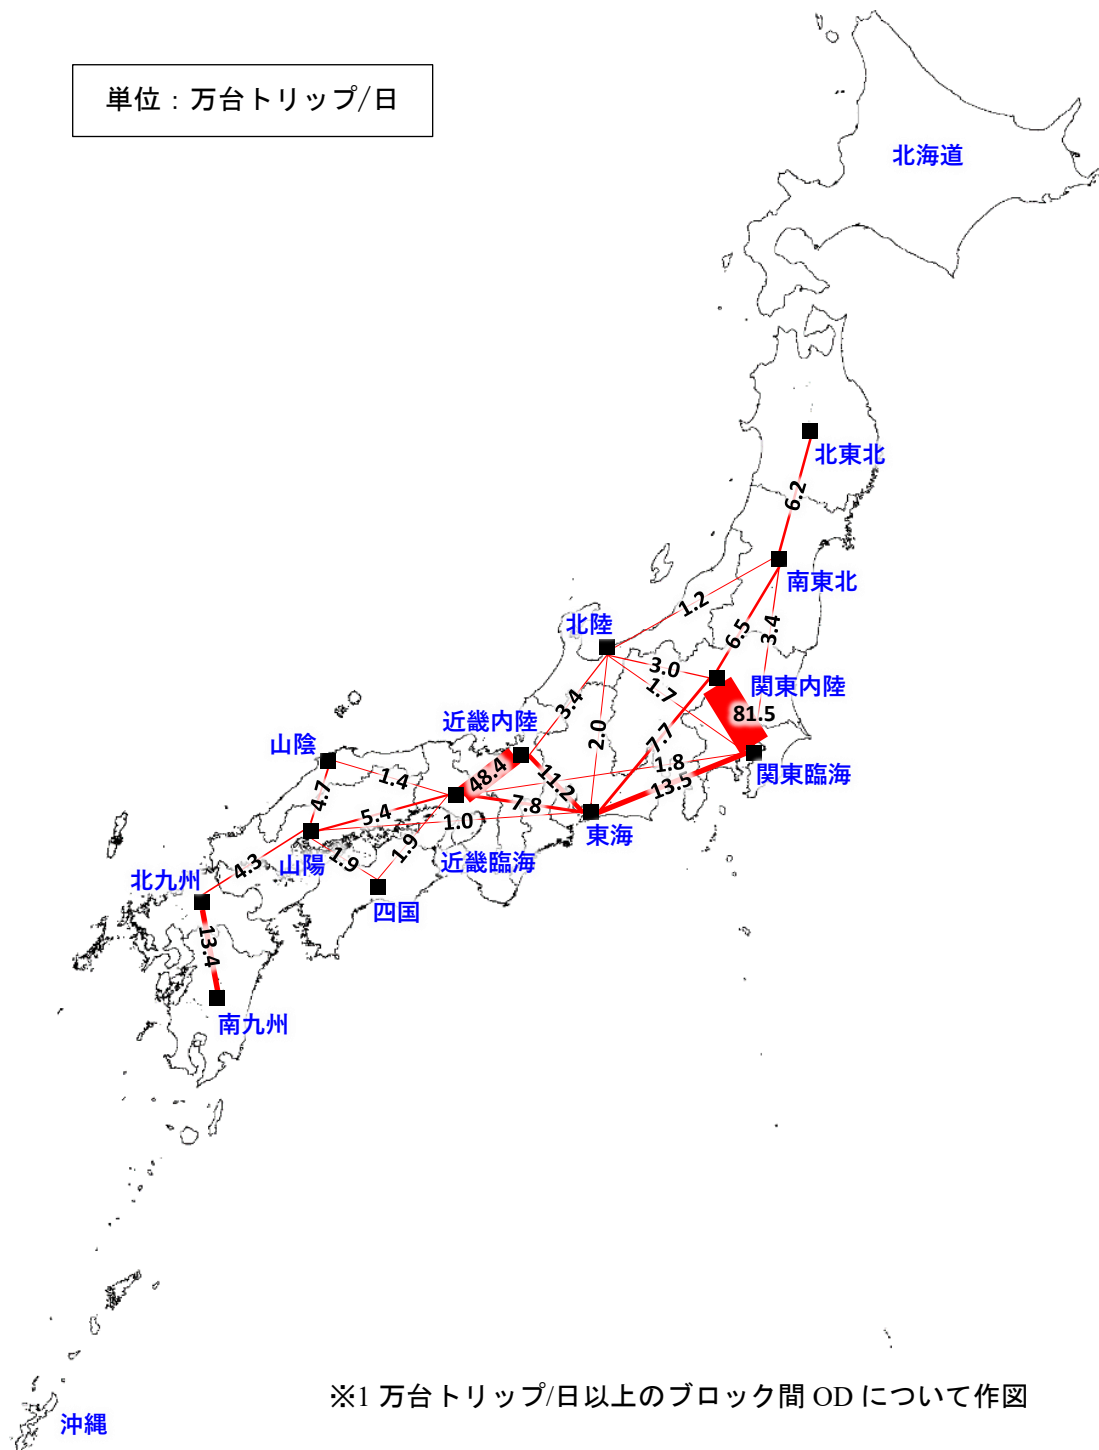 単位：万台トリップ/日
北海道
北東北
6.2
南東北
1.2
北陸
6.5
3.4
3.0
関東内陸
1.7
3.4
81.5
近畿内陸
2.0
7.7
山陰
1.8
関東臨海
1.4
48.4
11.2
13.5
4.7
5.4
7.8
1.0
東海
山陽
1.9
1.9
近畿臨海
4.3
北九州
四国
13.4
南九州
※1 万台トリップ/日以上のブロック間 OD について作図
沖縄